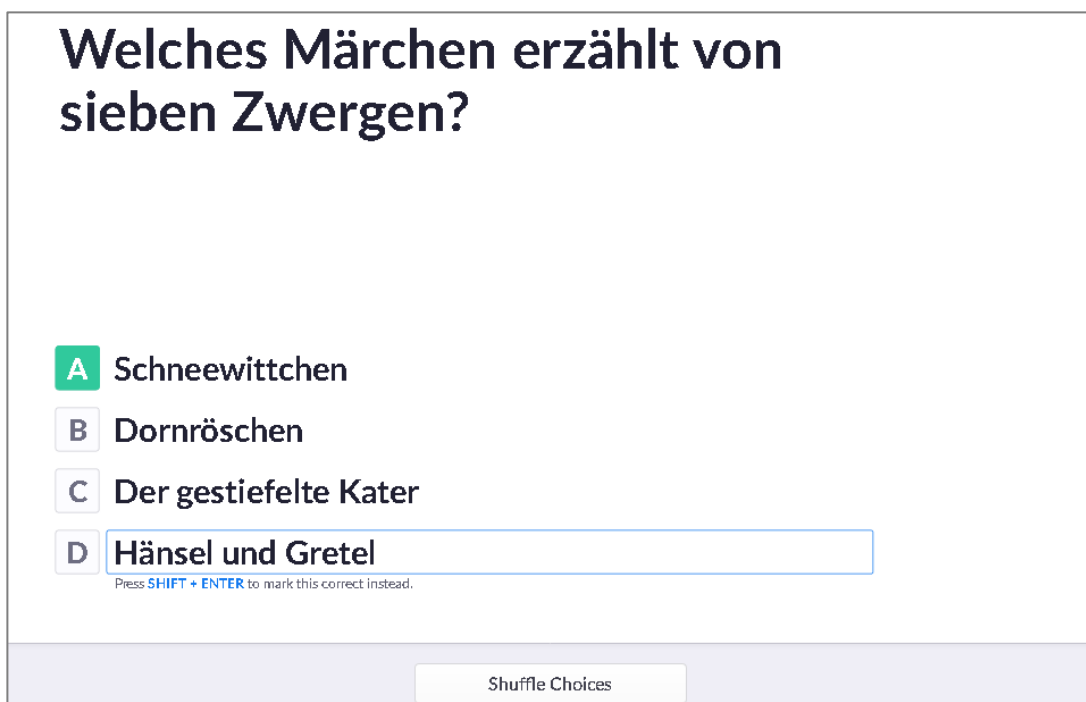 Welches Märchen erzählt von
sieben Zwergen?
A Schneewittchen
B Dornröschen
C Der gestiefelte Kater
D Hänsel und Gretel
Press SHIFT + ENTER to mark this correct instead.
Shuffle Choices